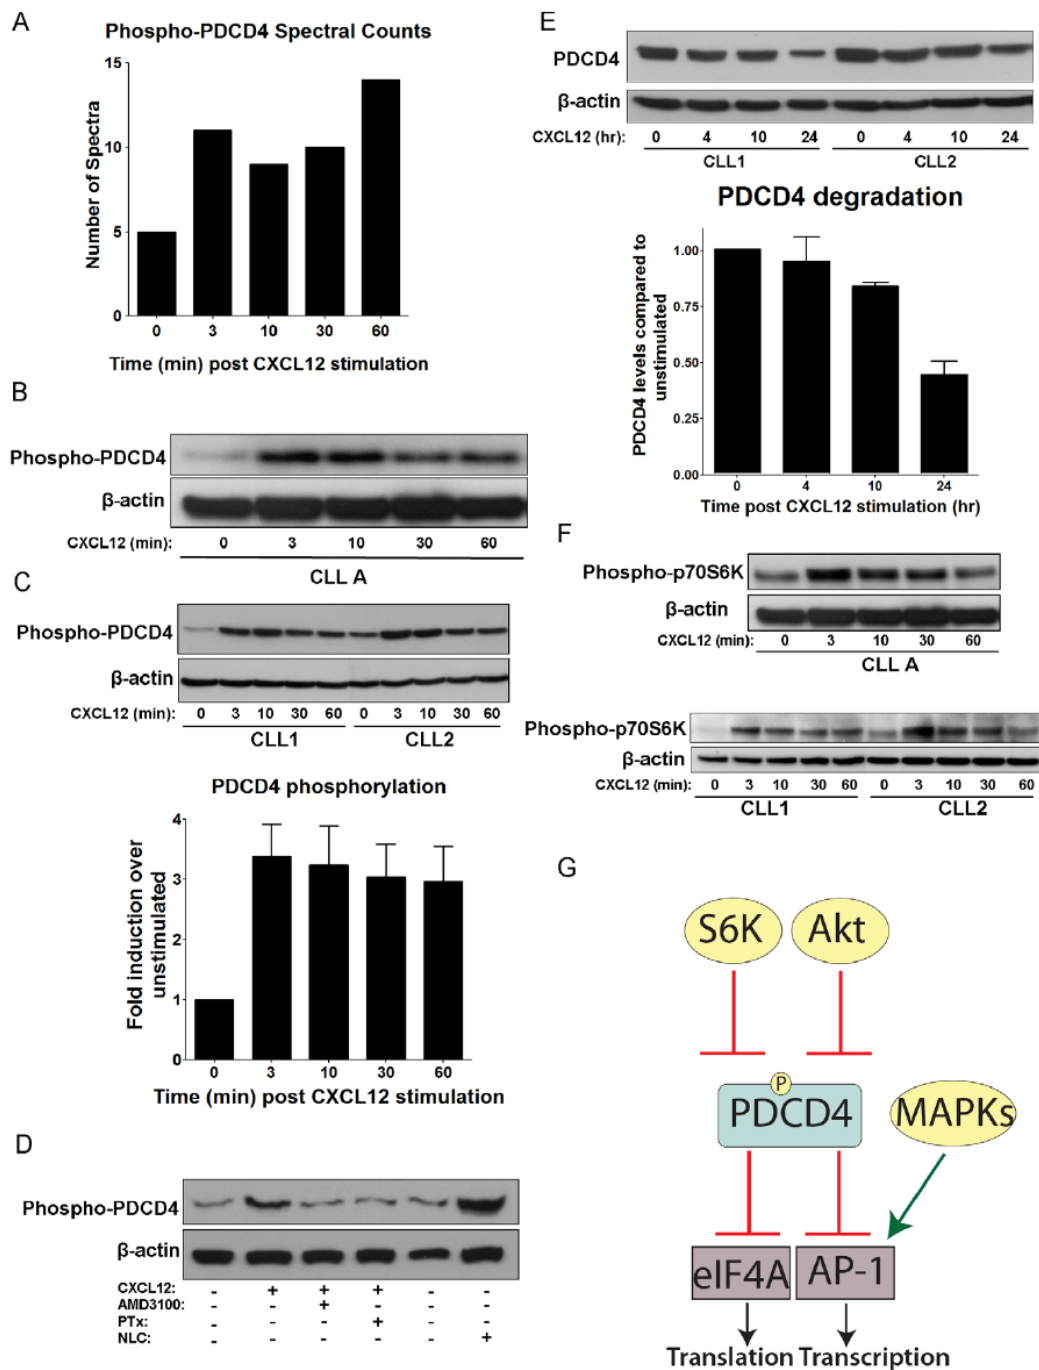 A
Phospho-PDCD4 Spectral Counts
Number of Spectra
15
10
5
0
0 3 10 30 60
Time (min) post CXCL12 stimulation
B
Phospho-PDCD4
β-actin
CXCL12 (min): 0 3 10 30 60
CLL A
C
Phospho-PDCD4
β-actin
CXCL12 (min): 0 3 10 30 60 0 3 10 30 60
CLL1 CLL2
PDCD4 phosphorylation
Fold induction over
unstimulated
4
3
2
1
0
0 3 10 30 60
Time (min) post CXCL12 stimulation
D
Phospho-PDCD4
β-actin
CXCL12: - + + + - -
AMD3100: +
PTx: - + -
NLC: - - - - - +
E
PDCD4
β-actin
CXCL12 (hr): 0 4 10 24 0 4 10 24
CLL1 CLL2
PDCD4 degradation
PDCD4 levels compared to
unstimulated
1.00
0.75
0.50
0.25
0.00
0 4 10 24
Time post CXCL12 stimulation (hr)
F
Phospho-p70S6K
β-actin
CXCL12 (min): 0 3 10 30 60
CLL A
Phospho-p70S6K
β-actin
CXCL12 (min): 0 3 10 30 60 0 3 10 30 60
CLL1 CLL2
G
S6K Akt
P
PDCD4 MAPKs
eIF4A AP-1
Translation Transcription